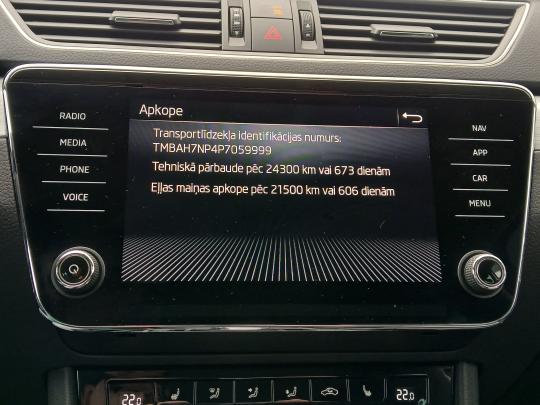 RADIO
MEDIA
PHONE
VOICE
Apkope
Transportlīdzekļa identifikācijas numurs:
TMBAH7NP4P7059999
Tehniskā pārbaude pēc 24300 km vai 673 dienām
Eļļas maiņas apkope pēc 21500 km vai 606 dienām
NAV
APP
CAR
MENU
22.0
22.0